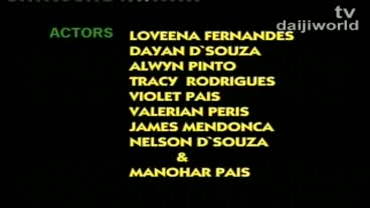 tv
daijiworld
ACTORS
LOVEENA FERNANDES
DAYAN D`SOUZA
ALWYN PINTO
TRACY RODRIGUES
VIOLET PAIS
VALERIAN PERIS
JAMES MENDONCA
NELSON D`SOUZA
&
MANOHAR PAIS